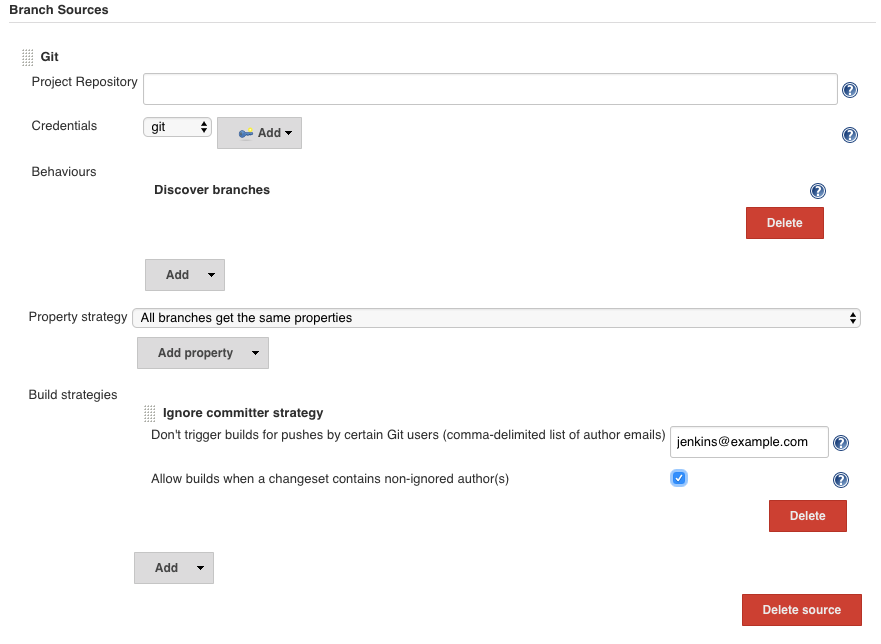 Branch Sources
Git
Project Repository
?
Credentials git Add
?
Behaviours
Discover branches
?
Delete
Add
Property strategy All branches get the same properties
Add property
Build strategies
Ignore committer strategy
Don't trigger builds for pushes by certain Git users (comma-delimited list of author emails) jenkins@example.com ?
Allow builds when a changeset contains non-ignored author(s) ?
Delete
Add
Delete source